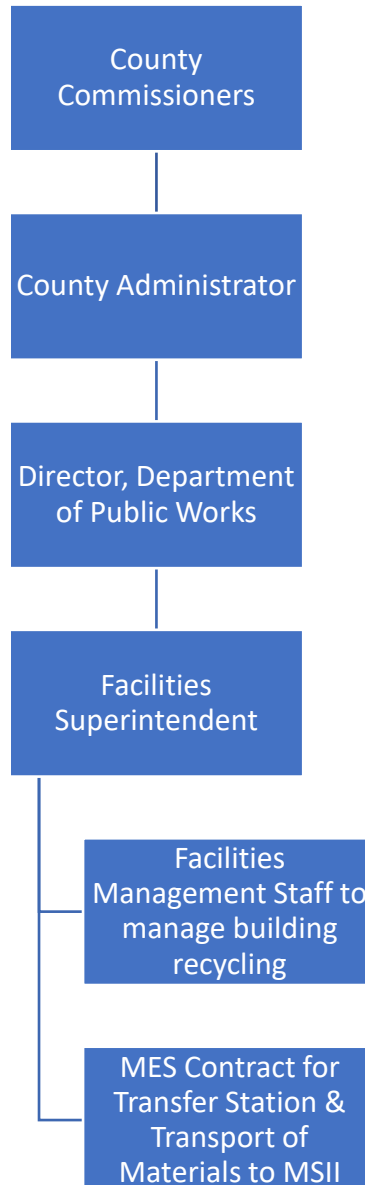 County
Commissioners
County Administrator
Director, Department
of Public Works
Facilities
Superintendent
Facilities
Management Staff to
manage building
recycling
MES Contract for
Transfer Station &
Transport of
Materials to MSII